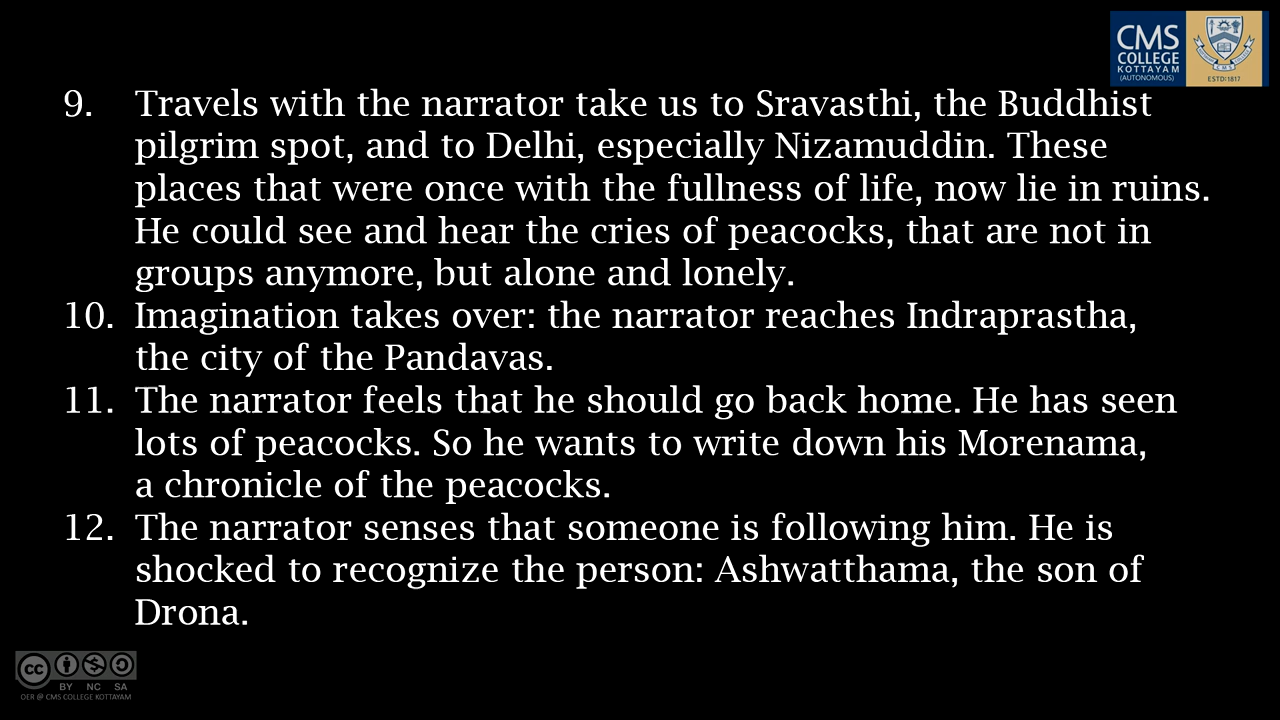 CMS
COLLEGE
KOTTAYAM
(AUTONOMOUS)
ESTD:1817
9. Travels with the narrator take us to Sravasthi, the Buddhist
pilgrim spot, and to Delhi, especially Nizamuddin. These
places that were once with the fullness of life, now lie in ruins.
He could see and hear the cries of peacocks, that are not in
groups anymore, but alone and lonely.
10. Imagination takes over: the narrator reaches Indraprastha,
the city of the Pandavas.
11. The narrator feels that he should go back home. He has seen
lots of peacocks. So he wants to write down his Morenama,
a chronicle of the peacocks.
12. The narrator senses that someone is following him. He is
shocked to recognize the person: Ashwatthama, the son of
Drona.
cc
BY NC SA
OER @ CMS COLLEGE KOTTAYAM